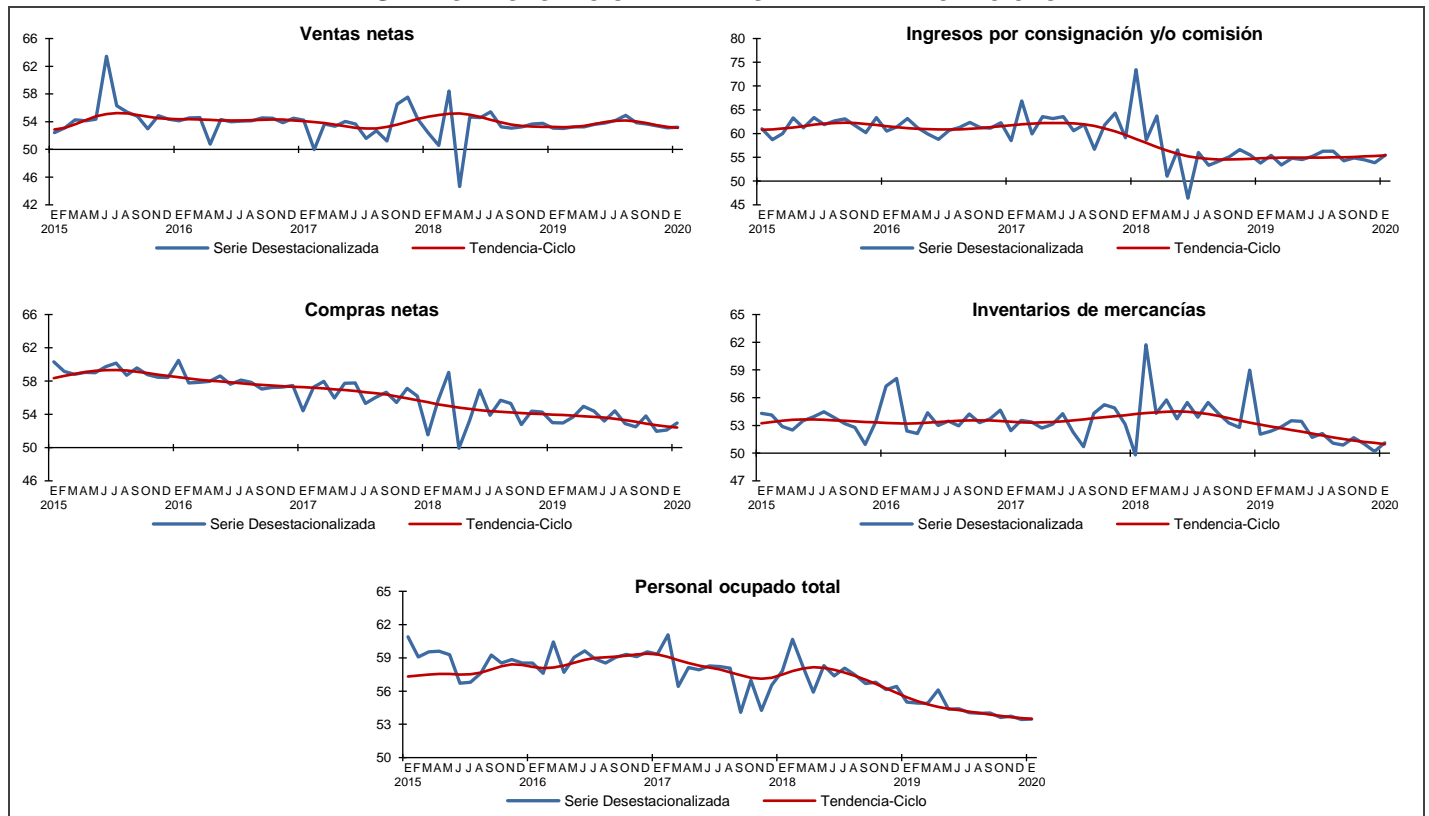 Ventas netas
66
62
58
54
50
46
42
E F M A M J J A S O N D E F M A M J J A S O N D E F M A M J J A S O N D E F M A M J J A S O N D E F M A M J J A S O N D E
2015 2016 2017 2018 2019 2020
Serie Desestacionalizada Tendencia-Ciclo
Ingresos por consignación y/o comisión
80
75
70
65
60
55
50
45
E F M A M J J A S O N D E F M A M J J A S O N D E F M A M J J A S O N D E F M A M J J A S O N D E F M A M J J A S O N D E
2015 2016 2017 2018 2019 2020
Serie Desestacionalizada Tendencia-Ciclo
Compras netas
66
62
58
54
50
46
E F M A M J J A S O N D E F M A M J J A S O N D E F M A M J J A S O N D E F M A M J J A S O N D E F M A M J J A S O N D E
2015 2016 2017 2018 2019 2020
Serie Desestacionalizada Tendencia-Ciclo
Inventarios de mercancías
65
62
59
56
53
50
47
E F M A M J J A S O N D E F M A M J J A S O N D E F M A M J J A S O N D E F M A M J J A S O N D E F M A M J J A S O N D E
2015 2016 2017 2018 2019 2020
Serie Desestacionalizada Tendencia-Ciclo
Personal ocupado total
65
62
59
56
53
50
E F M A M J J A S O N D E F M A M J J A S O N D E F M A M J J A S O N D E F M A M J J A S O N D E F M A M J J A S O N D E
2015 2016 2017 2018 2019 2020
Serie Desestacionalizada Tendencia-Ciclo